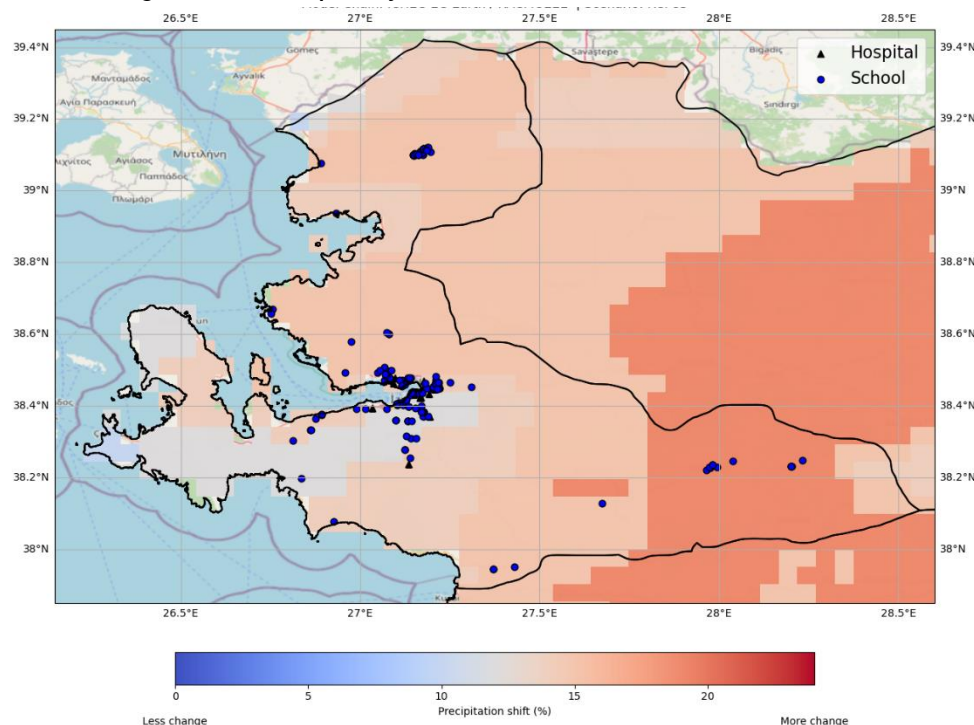 26.5°E 27°E 27.5°E 28°E 28.5°E
39.4°N 39.4°N
Gomeç Savaştepe Bigadiç
Μανταμάδος Ayvalık
Αγία Παρασκευή Sındırgı
39.2°N 39.2°N
Αγιάσος Μυτιλήνη
Παππάδος
39°N 39°N
Πλωμάρι
38.8°N 38.8°N
38.6°N 38.6°N
38.4°N 38.4°N
38.2°N 38.2°N
38°N 38°N
26.5°E 27°E 27.5°E 28°E 28.5°E
Hospital
School
0 5 10 15 20
Precipitation shift (%)
Less change More change